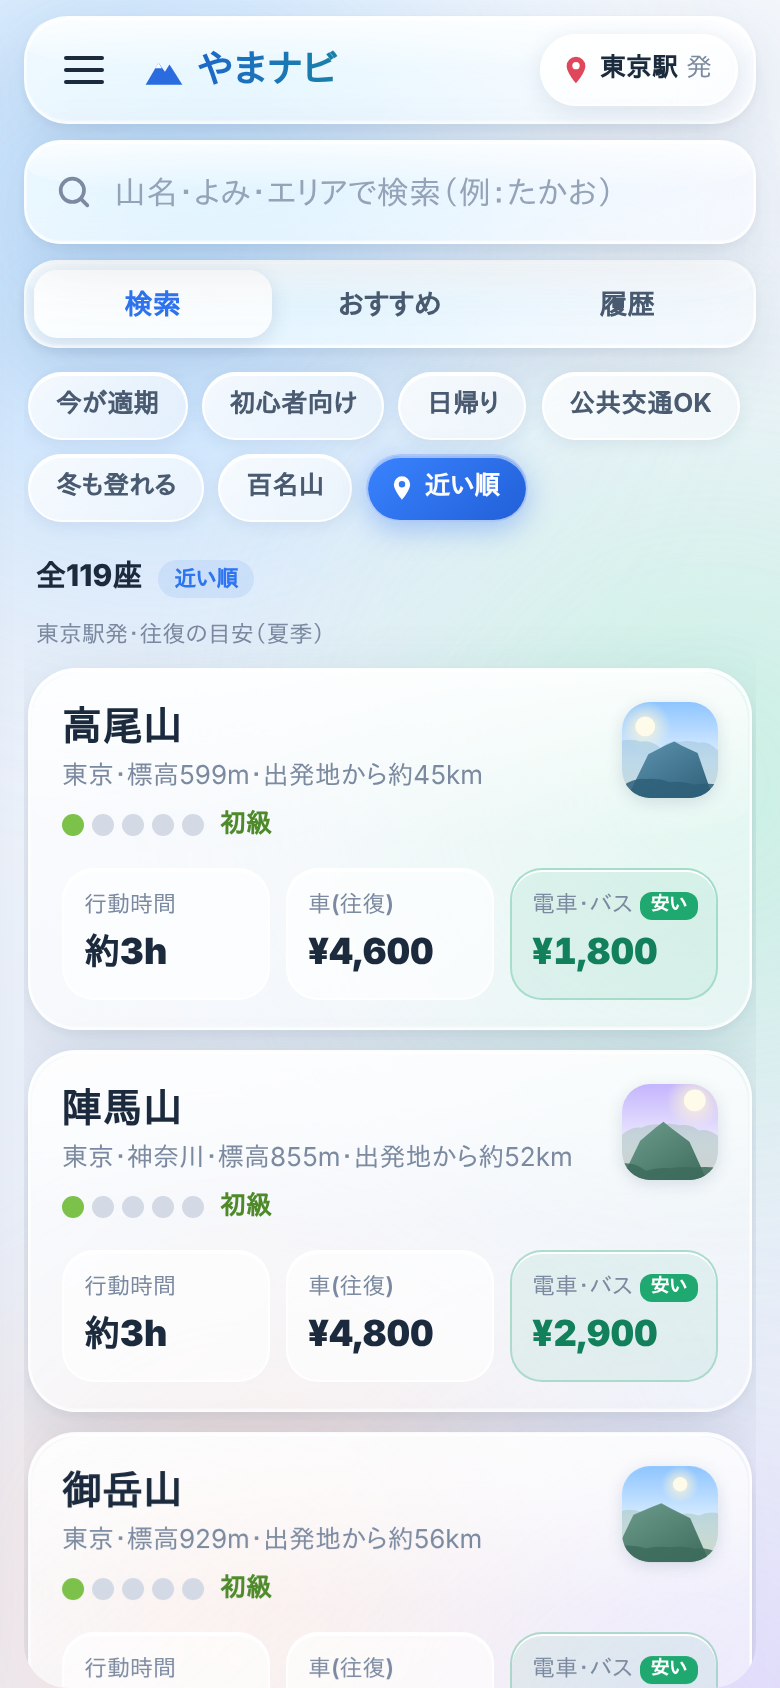 やまナビ
東京駅 発
山名・よみ・エリアで検索（例：たかお）
検索 おすすめ 履歴
今が適期 初心者向け 日帰り 公共交通OK
冬も登れる 百名山 近い順
全119座 近い順
東京駅発・往復の目安（夏季）
高尾山
東京・標高599m・出発地から約45km
初級
行動時間 車(往復) 電車・バス 安い
約3h ¥4,600 ¥1,800
陣馬山
東京・神奈川・標高855m・出発地から約52km
初級
行動時間 車(往復) 電車・バス 安い
約3h ¥4,800 ¥2,900
御岳山
東京・標高929m・出発地から約56km
初級
行動時間 車(往復) 電車・バス 安い